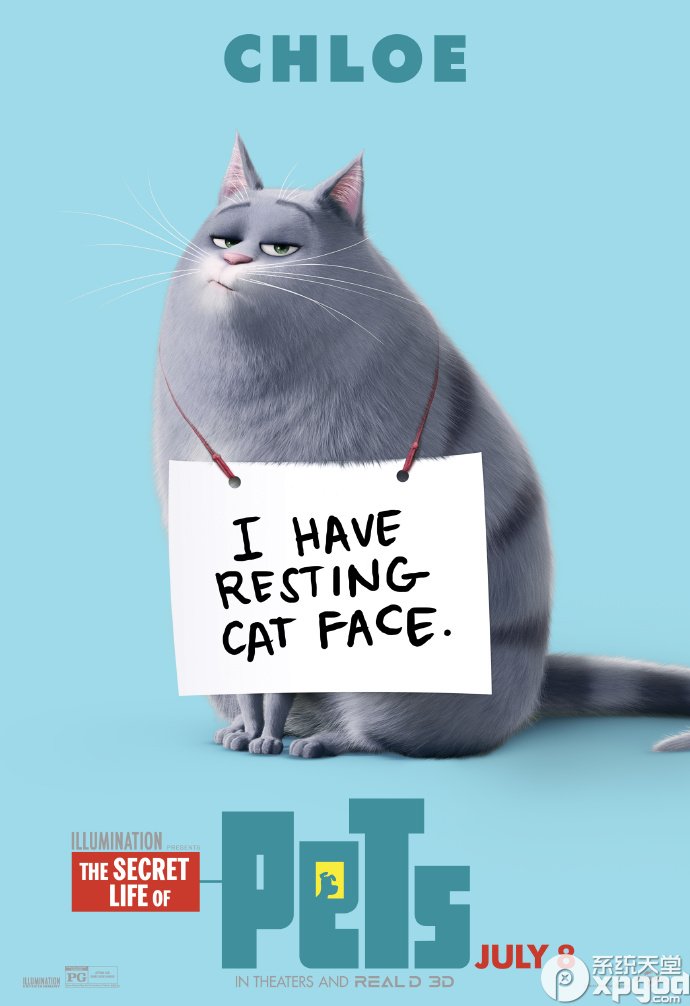 CHLOE
I HAVE
RESTING
CAT FACE.
ILLUMINATION PRESENTS
THE SECRET
LIFE OF
PeTs
JULY 8
IN THEATERS AND REAL D 3D
ILLUMINATION
PG
系统天堂
xpgod